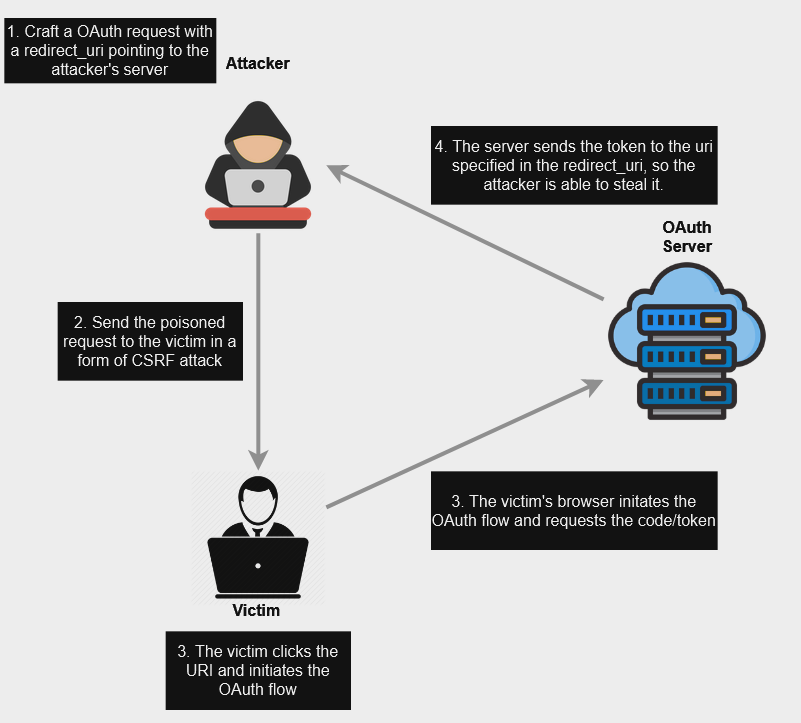 1. Craft a OAuth request with
a redirect_uri pointing to the
attacker's server
Attacker
4. The server sends the token to the uri
specified in the redirect_uri, so the
attacker is able to steal it.
OAuth
Server
2. Send the poisoned
request to the victim in a
form of CSRF attack
3. The victim's browser initates the
OAuth flow and requests the code/token
Victim
3. The victim clicks the
URI and initiates the
OAuth flow